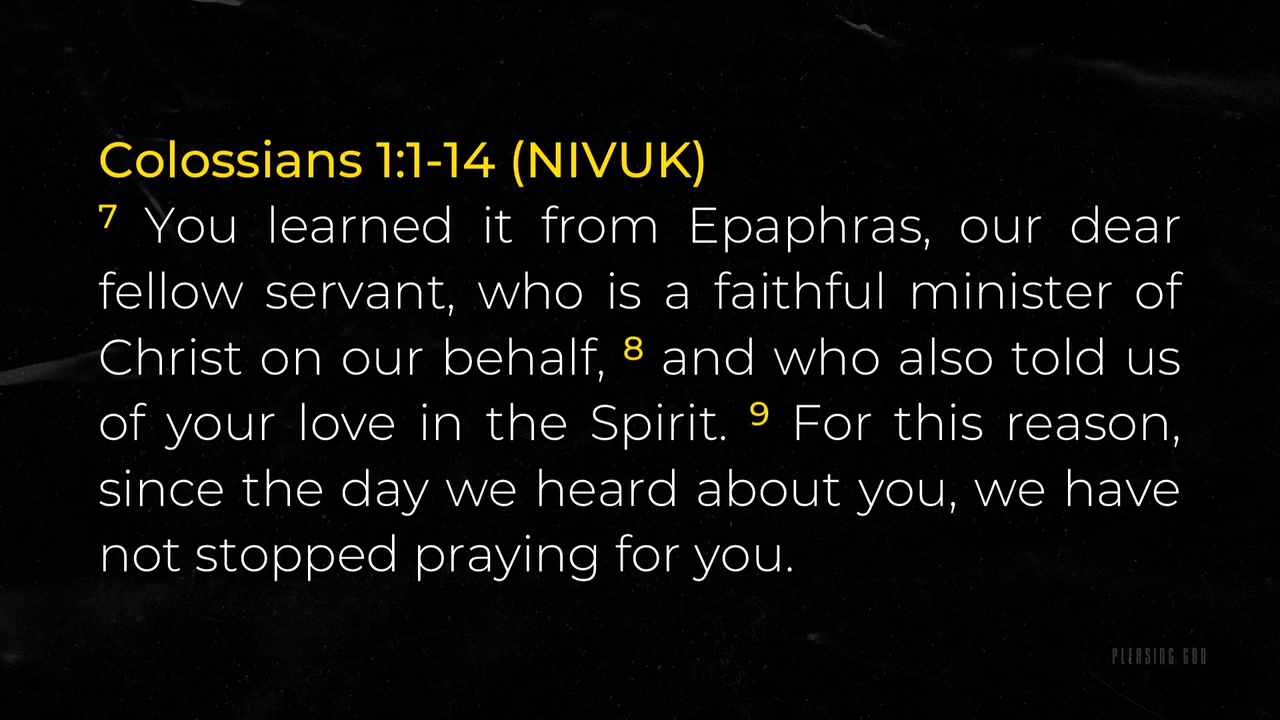 Colossians 1:1-14 (NIVUK)
7 You learned it from Epaphras, our dear
fellow servant, who is a faithful minister of
Christ on our behalf, 8 and who also told us
of your love in the Spirit. 9 For this reason,
since the day we heard about you, we have
not stopped praying for you.
PLEASING GOD